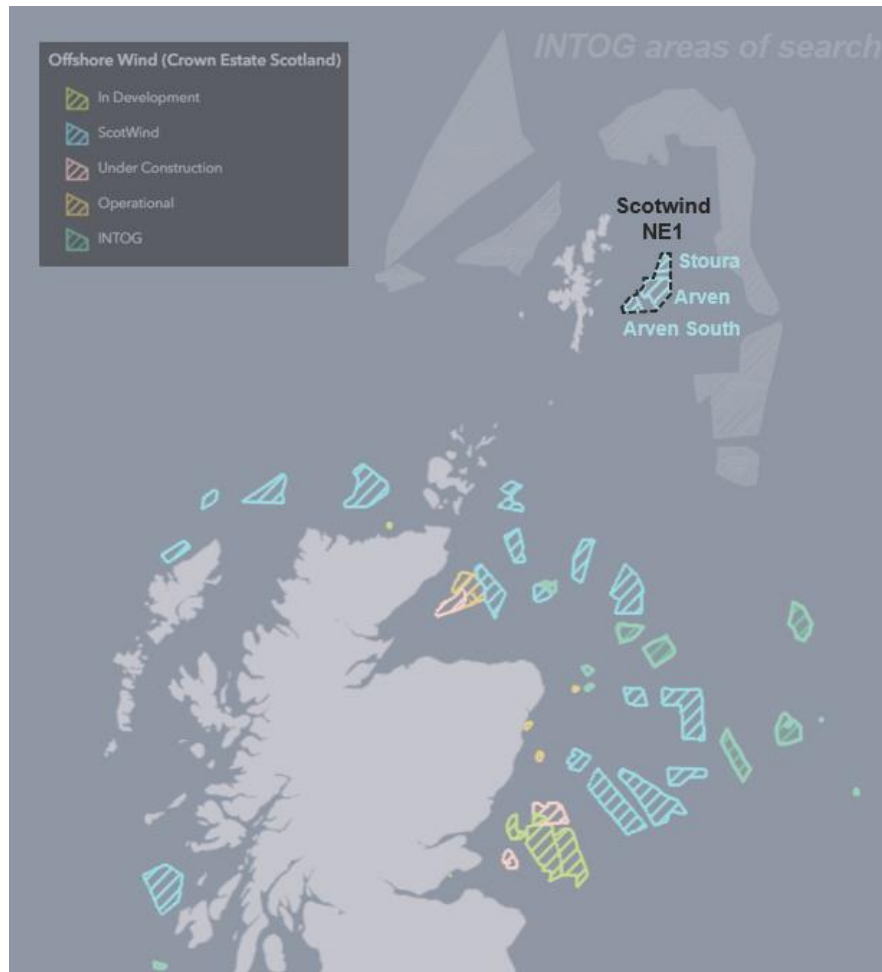 INTOG areas of search
Offshore Wind (Crown Estate Scotland)
In Development
ScotWind
Under Construction
Operational
INTOG
Scotwind
NE1
Stoura
Arven
Arven South